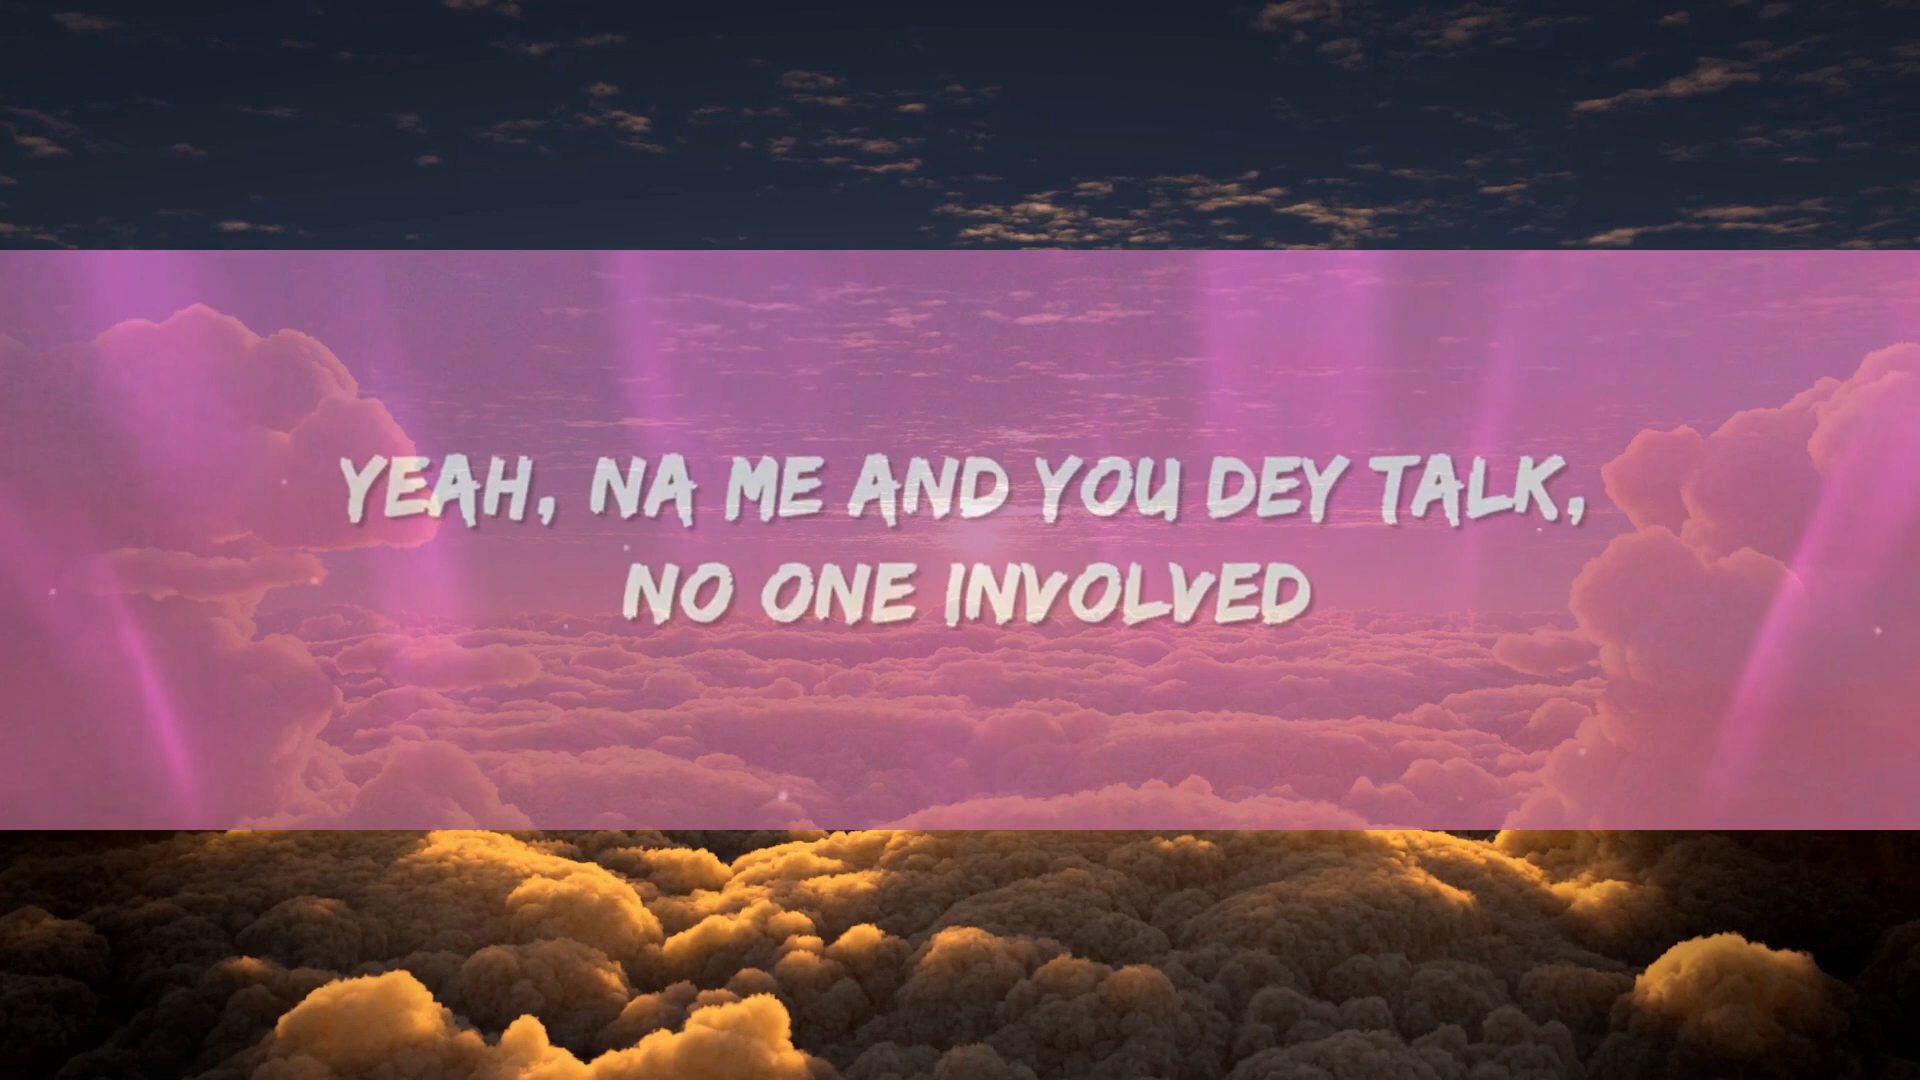 YEAH, NA ME AND YOU DEY TALK,
NO ONE INVOLVED